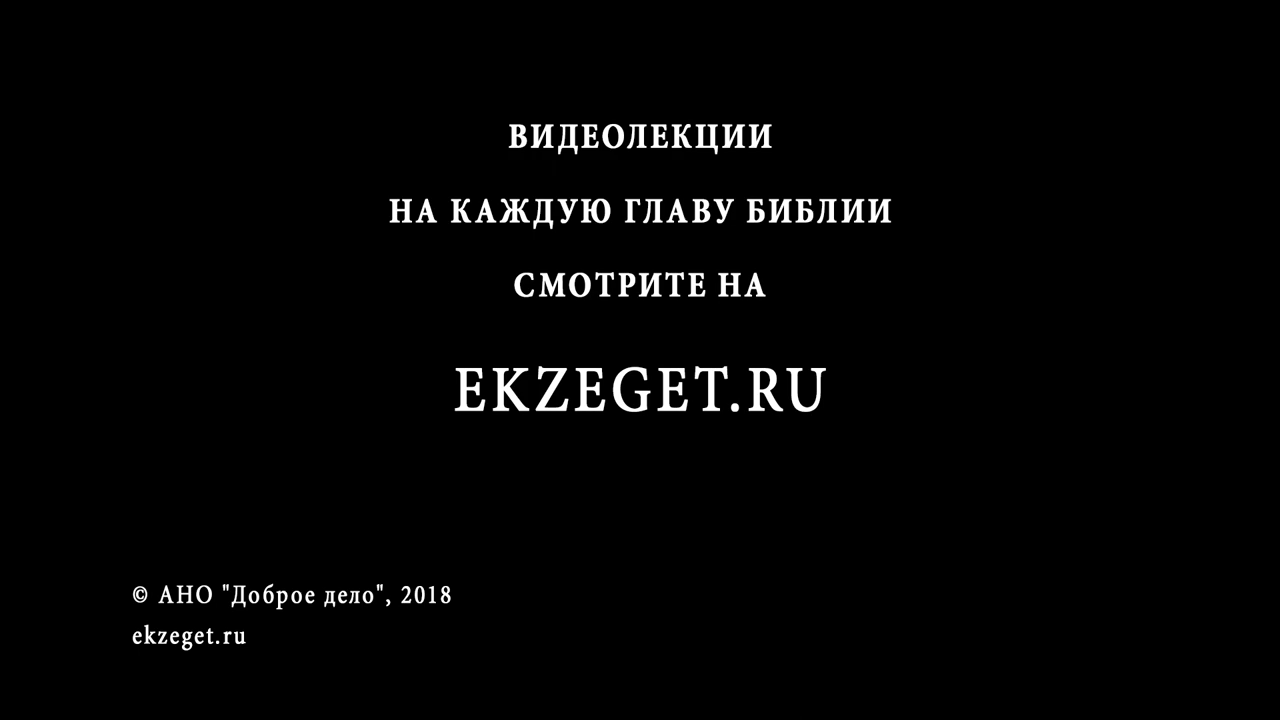 ВИДЕОЛЕКЦИИ
НА КАЖДУЮ ГЛАВУ БИБЛИИ
СМОТРИТЕ НА
EKZEGET.RU
© АНО "Доброе дело", 2018
ekzeget.ru